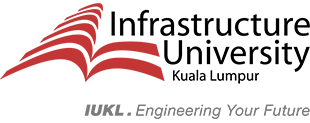 Infrastructure
University
Kuala Lumpur
IUKL. Engineering Your Future